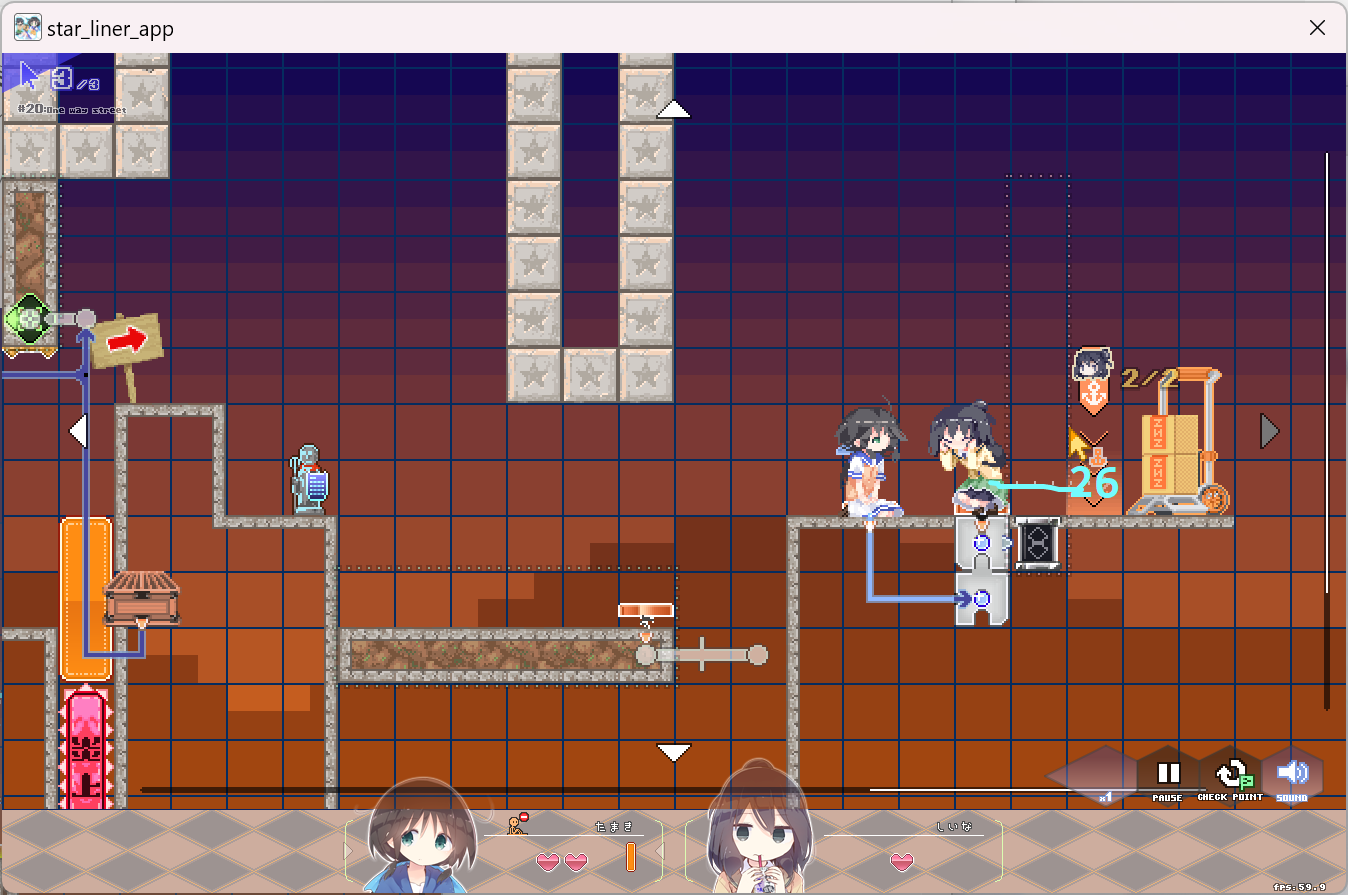 star_liner_app
3/3
#20:One way street
2/2
26
x1
PAUSE
CHECK POINT
SOUND
たまき
しいな
fps:59.9